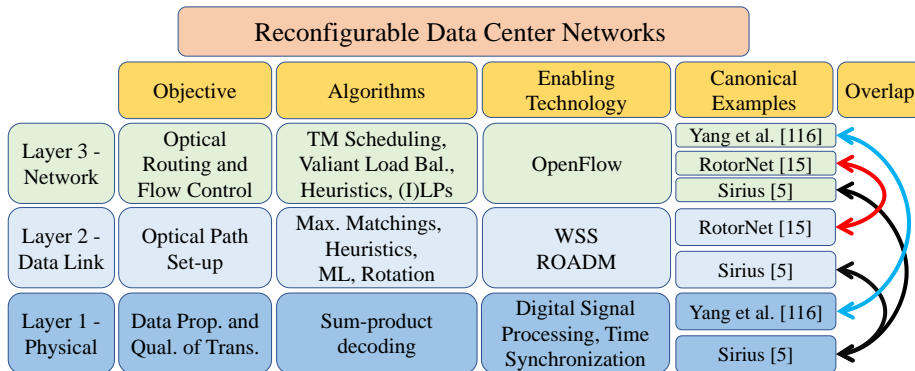 Reconfigurable Data Center Networks
Objective
Algorithms
Enabling
Technology
Canonical
Examples
Overlap
Layer 3 -
Network
Optical
Routing and
Flow Control
TM Scheduling,
Valiant Load Bal.,
Heuristics, (I)LPs
OpenFlow
Yang et al. [116]
RotorNet [15]
Sirius [5]
Layer 2 -
Data Link
Optical Path
Set-up
Max. Matchings,
Heuristics,
ML, Rotation
WSS
ROADM
RotorNet [15]
Sirius [5]
Layer 1 -
Physical
Data Prop. and
Qual. of Trans.
Sum-product
decoding
Digital Signal
Processing, Time
Synchronization
Yang et al. [116]
Sirius [5]